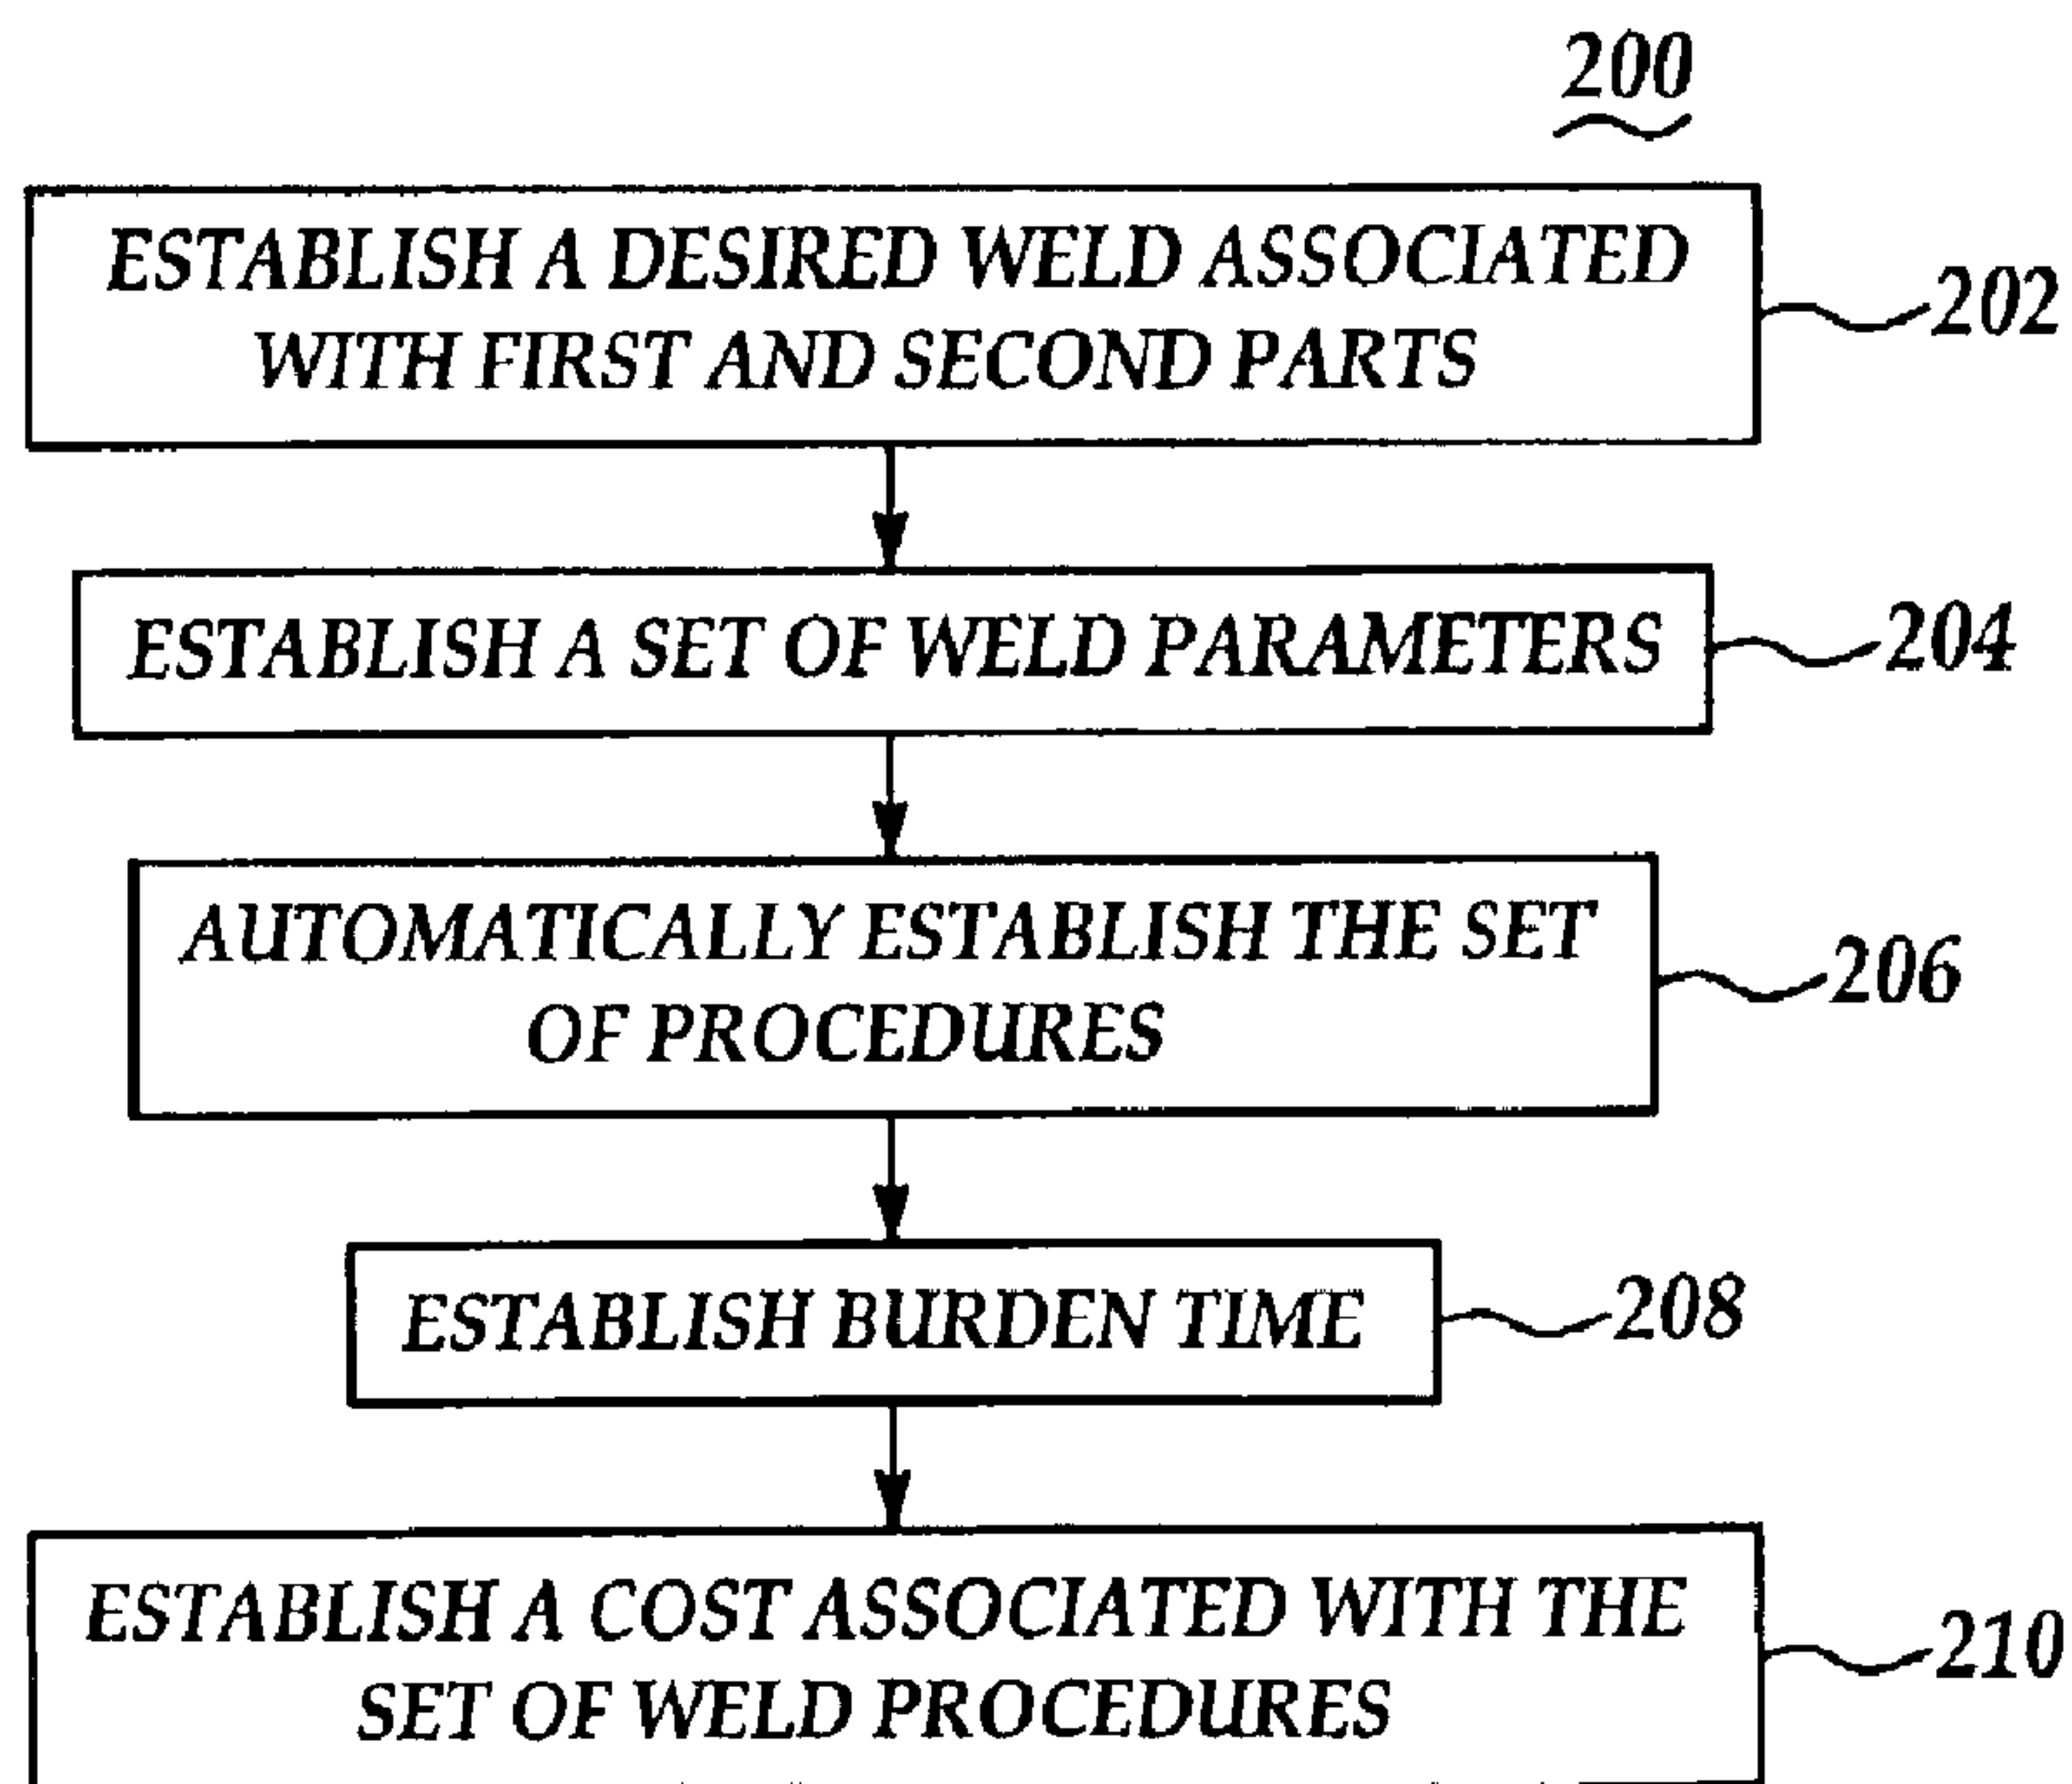 200
ESTABLISH A DESIRED WELD ASSOCIATED
WITH FIRST AND SECOND PARTS
202
ESTABLISH A SET OF WELD PARAMETERS
204
AUTOMATICALLY ESTABLISH THE SET
OF PROCEDURES
206
ESTABLISH BURDEN TIME
208
ESTABLISH A COST ASSOCIATED WITH THE
SET OF WELD PROCEDURES
210